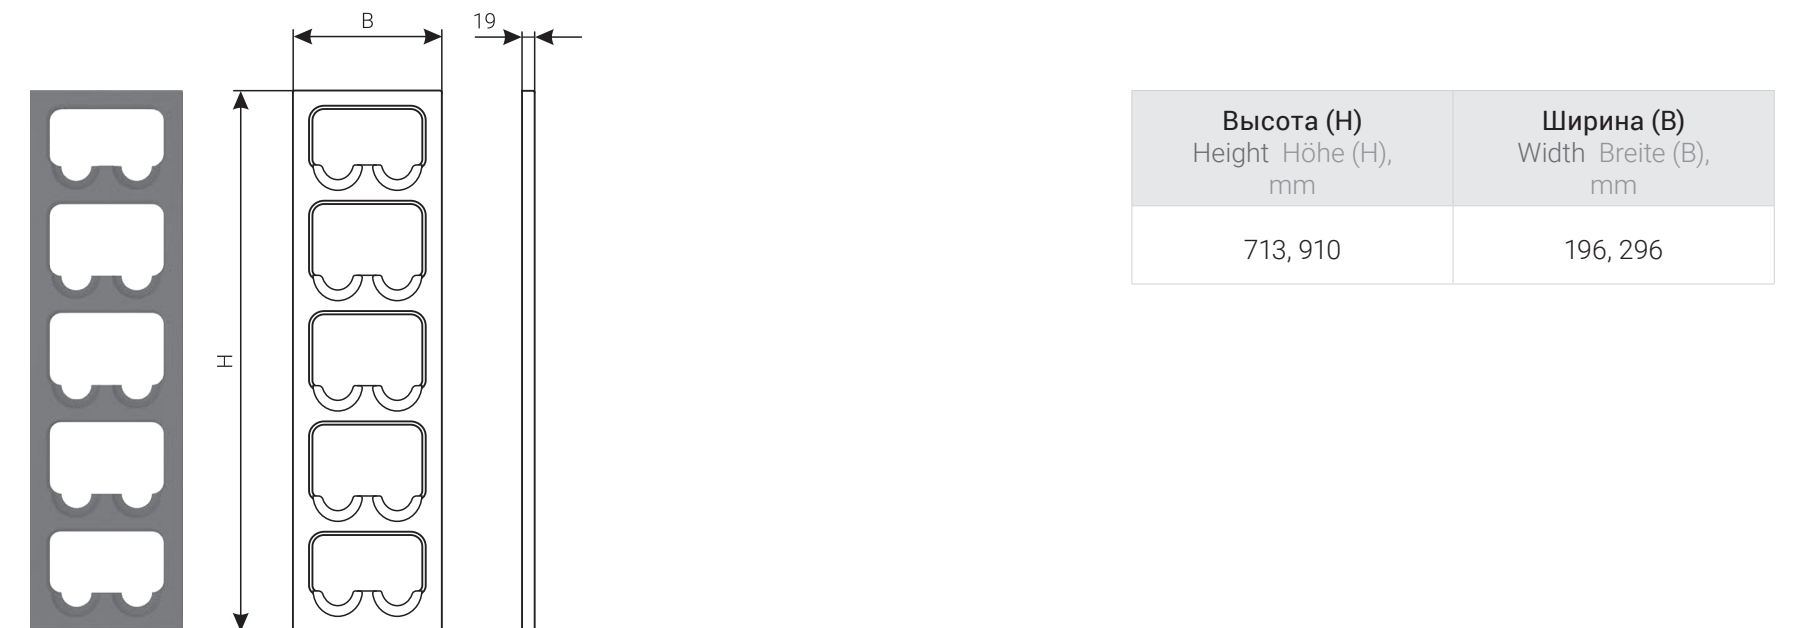 B
19
H
Высота (H)
Height Höhe (H),
mm
Ширина (B)
Width Breite (B),
mm
713, 910
196, 296